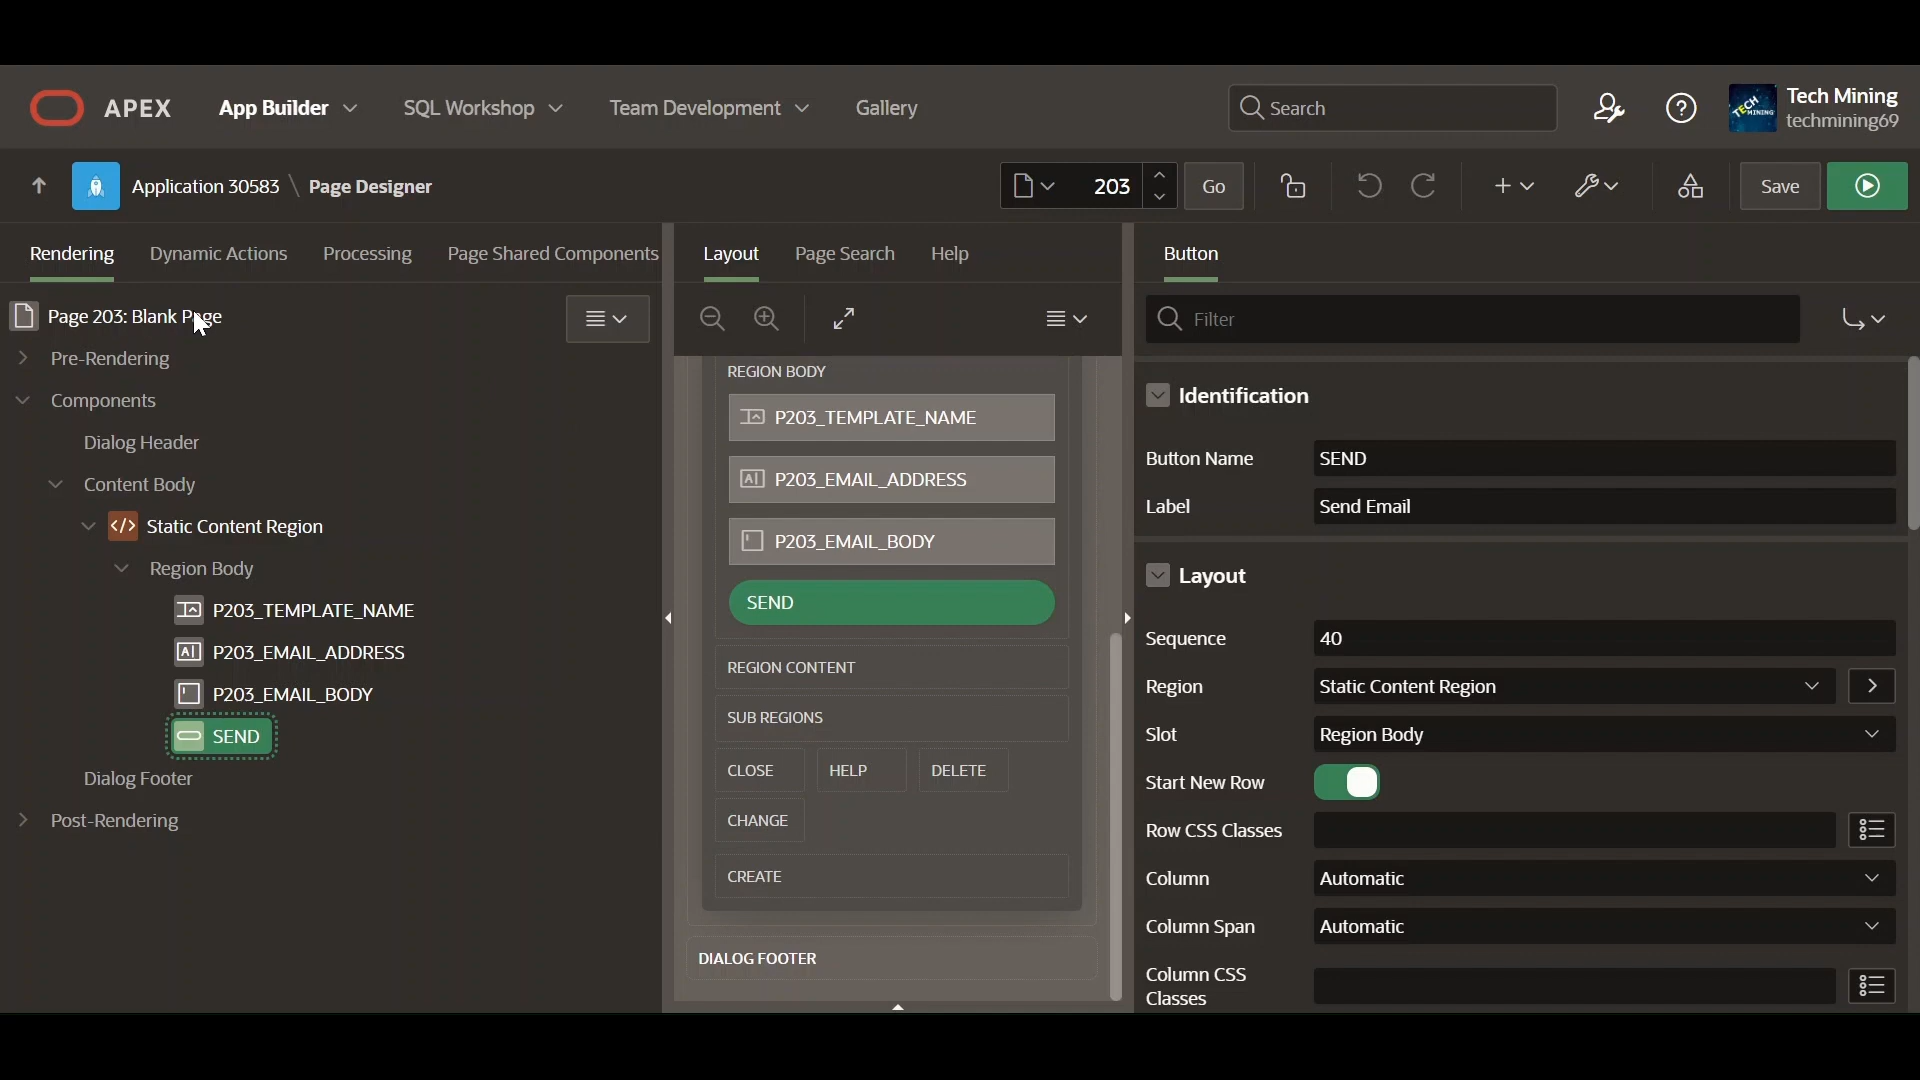 APEX
App Builder
SQL Workshop
Team Development
Gallery
Search
Tech Mining
techmining69
TECH
MINING
Application 30583 \ Page Designer
203
Go
Save
Rendering
Dynamic Actions
Processing
Page Shared Components
Page 203: Blank Page
Pre-Rendering
Components
Dialog Header
Content Body
</> Static Content Region
Region Body
P203_TEMPLATE_NAME
P203_EMAIL_ADDRESS
P203_EMAIL_BODY
SEND
Dialog Footer
Post-Rendering
Layout
Page Search
Help
REGION BODY
P203_TEMPLATE_NAME
P203_EMAIL_ADDRESS
P203_EMAIL_BODY
SEND
REGION CONTENT
SUB REGIONS
CLOSE
HELP
DELETE
CHANGE
CREATE
DIALOG FOOTER
Button
Filter
Identification
Button Name SEND
Label Send Email
Layout
Sequence 40
Region Static Content Region
Slot Region Body
Start New Row
Row CSS Classes
Column Automatic
Column Span Automatic
Column CSS
Classes